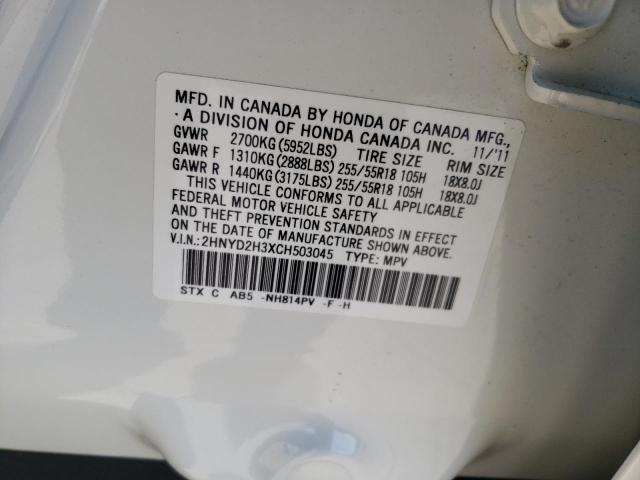 MFD. IN CANADA BY HONDA OF CANADA MFG.,
· A DIVISION OF HONDA CANADA INC. 11/'11
GVWR 2700KG(5952LBS) TIRE SIZE RIM SIZE
GAWR F 1310KG(2888LBS) 255/55R18 105H 18X8.0J
GAWR R 1440KG(3175LBS) 255/55R18 105H 18X8.0J
THIS VEHICLE CONFORMS TO ALL APPLICABLE
FEDERAL MOTOR VEHICLE SAFETY
AND THEFT PREVENTION STANDARDS IN EFFECT
ON THE DATE OF MANUFACTURE SHOWN ABOVE.
V.I.N.: 2HNYD2H3XCH503045 TYPE: MPV
STX C AB5 -NH814PV -F -H